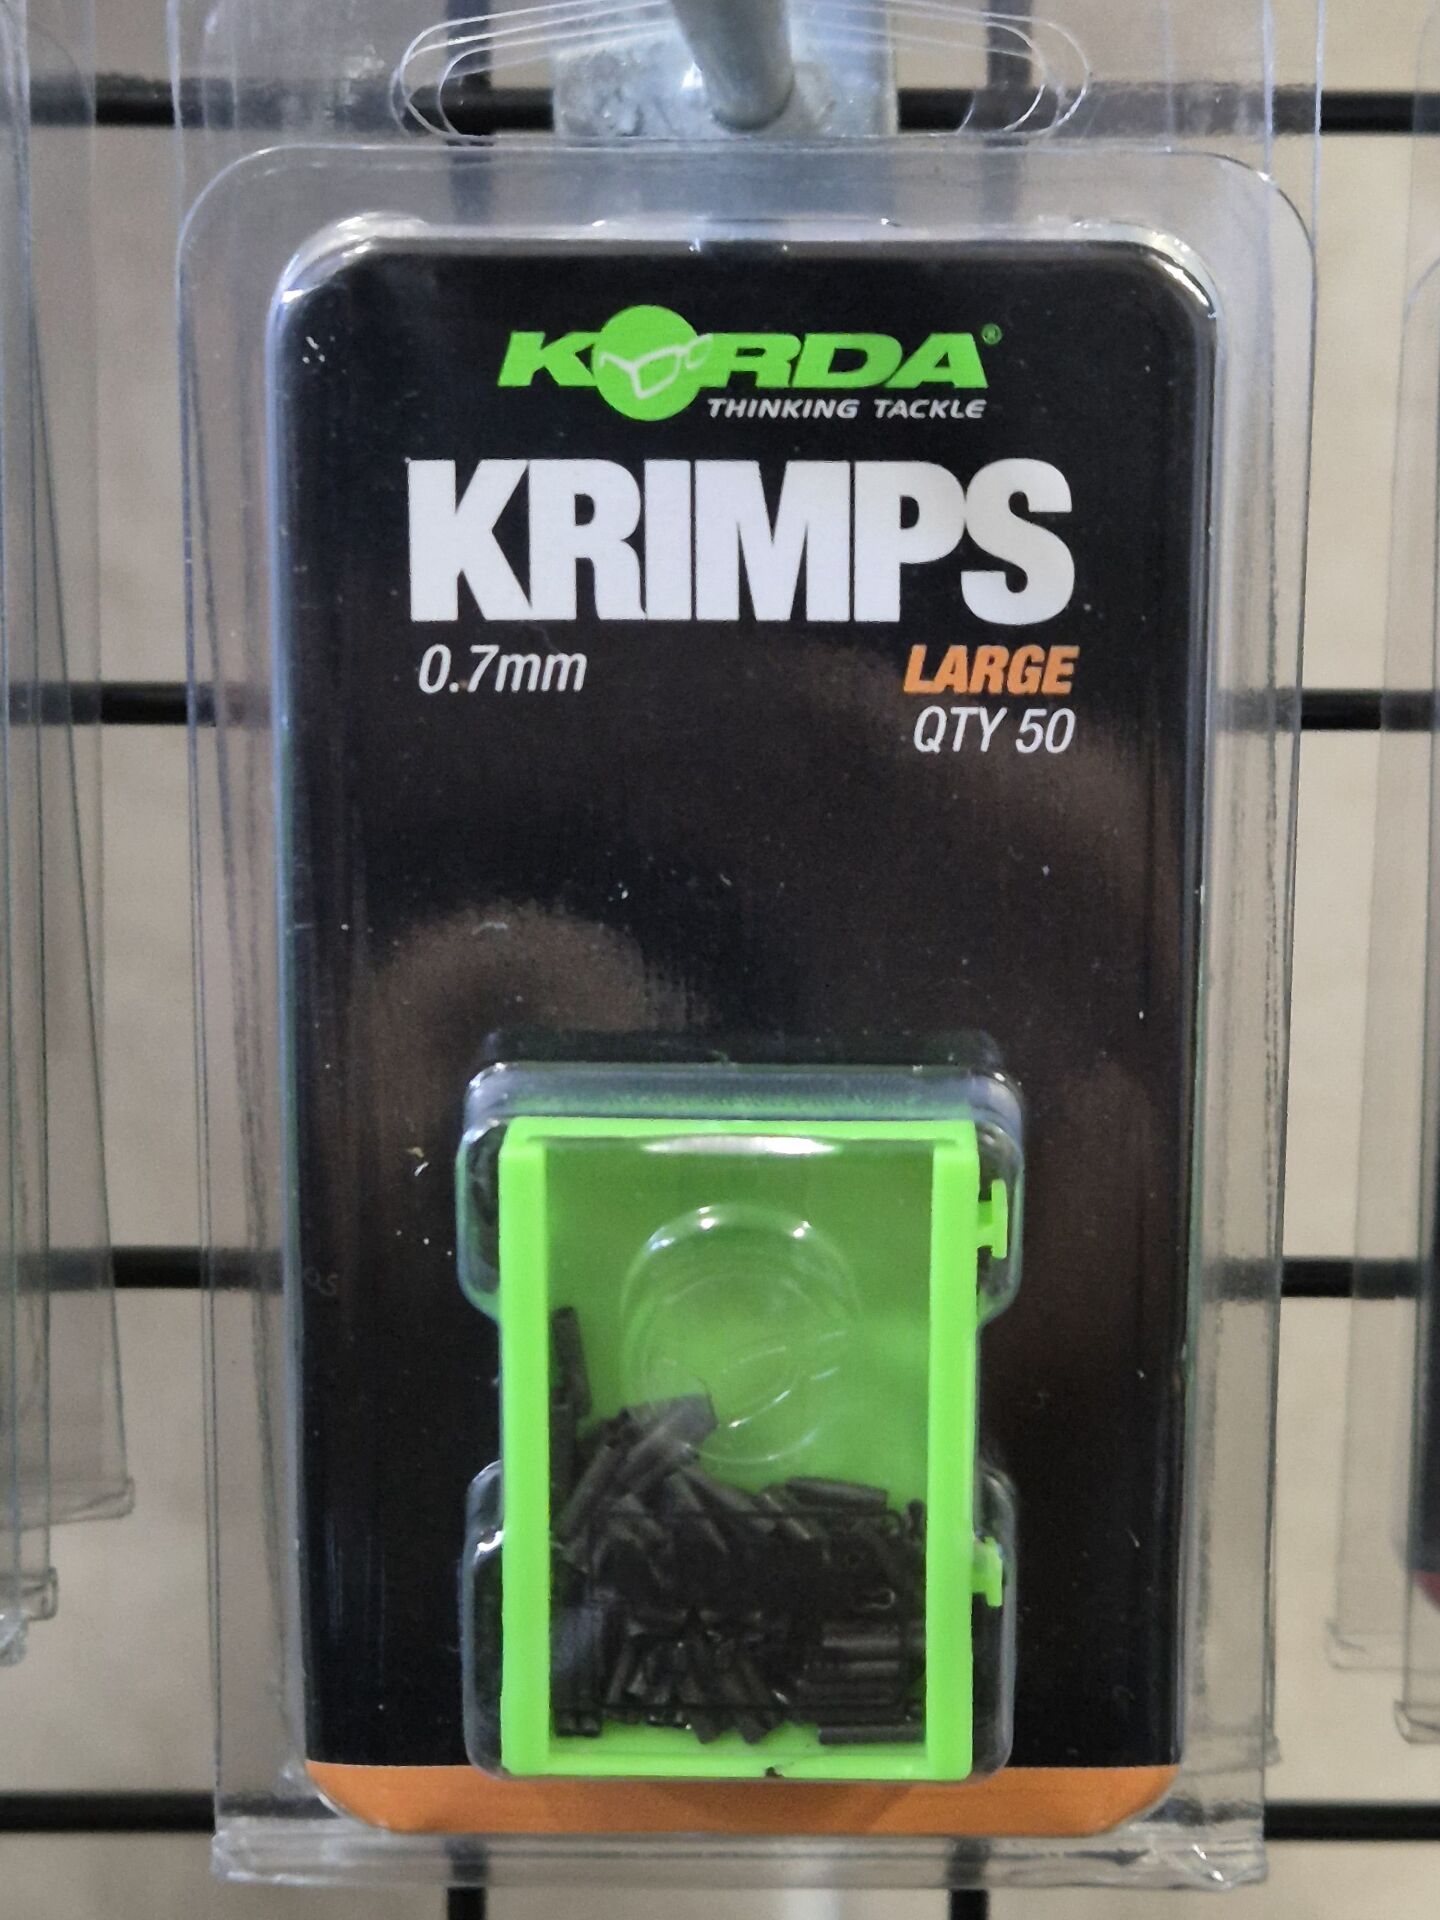 KORDA®
THINKING TACKLE
KRIMPS
0.7mm
LARGE
QTY 50